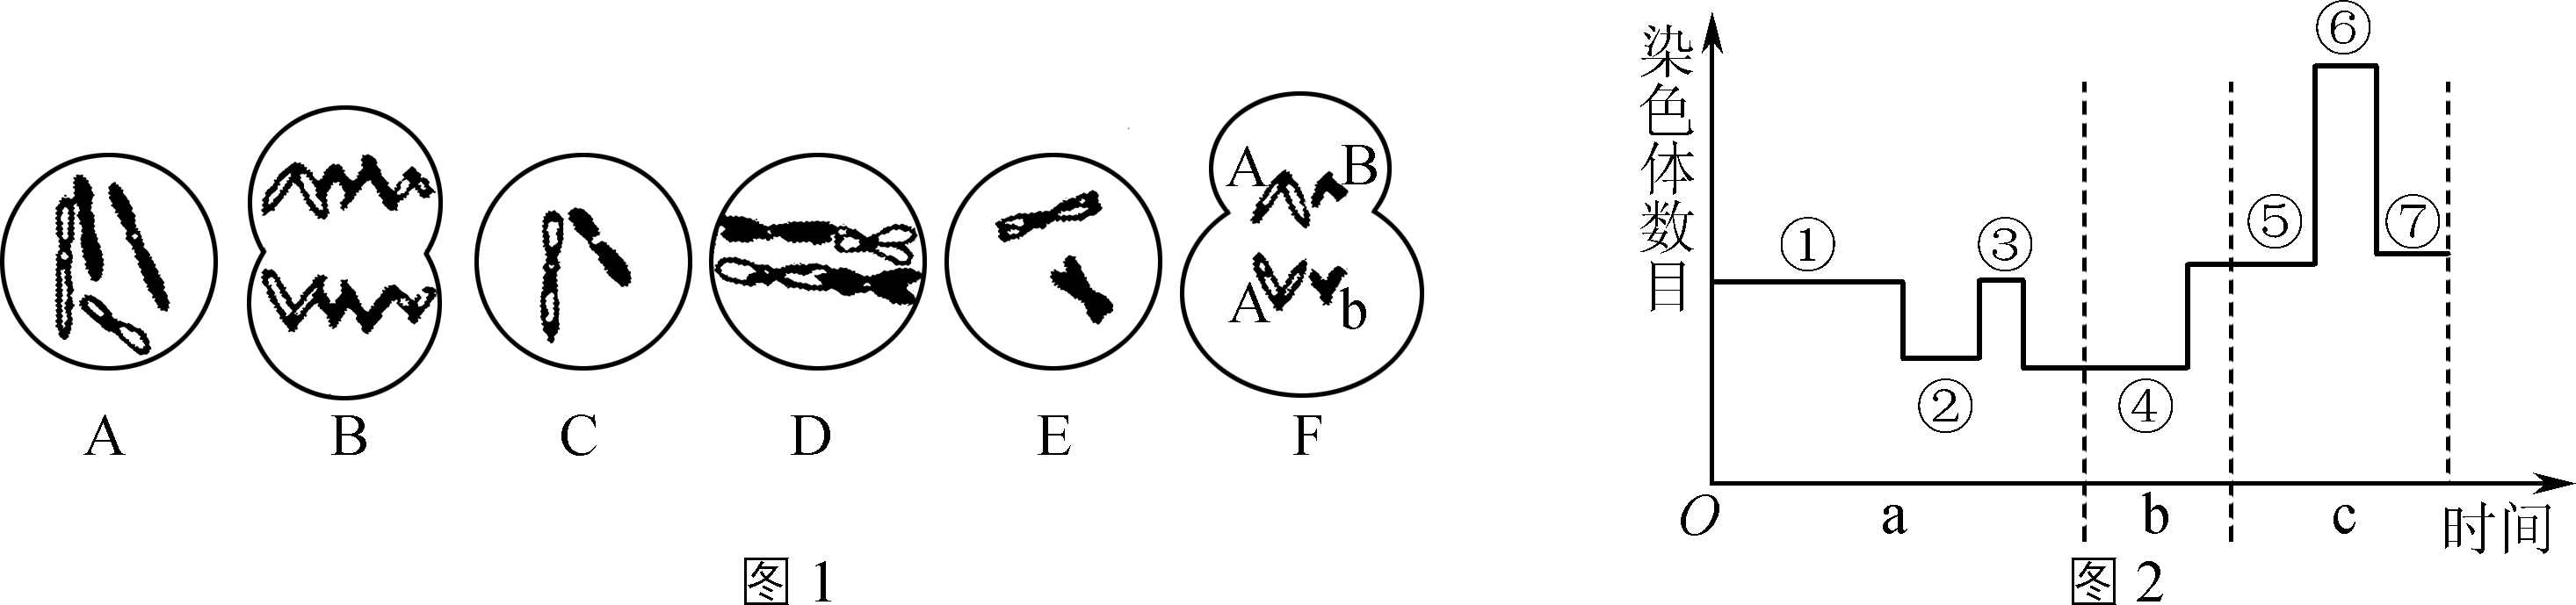 A B
A b
A B C D E F
图 1
染色体数目
① ② ③ ④ ⑤ ⑥ ⑦
O a b c 时间
图 2